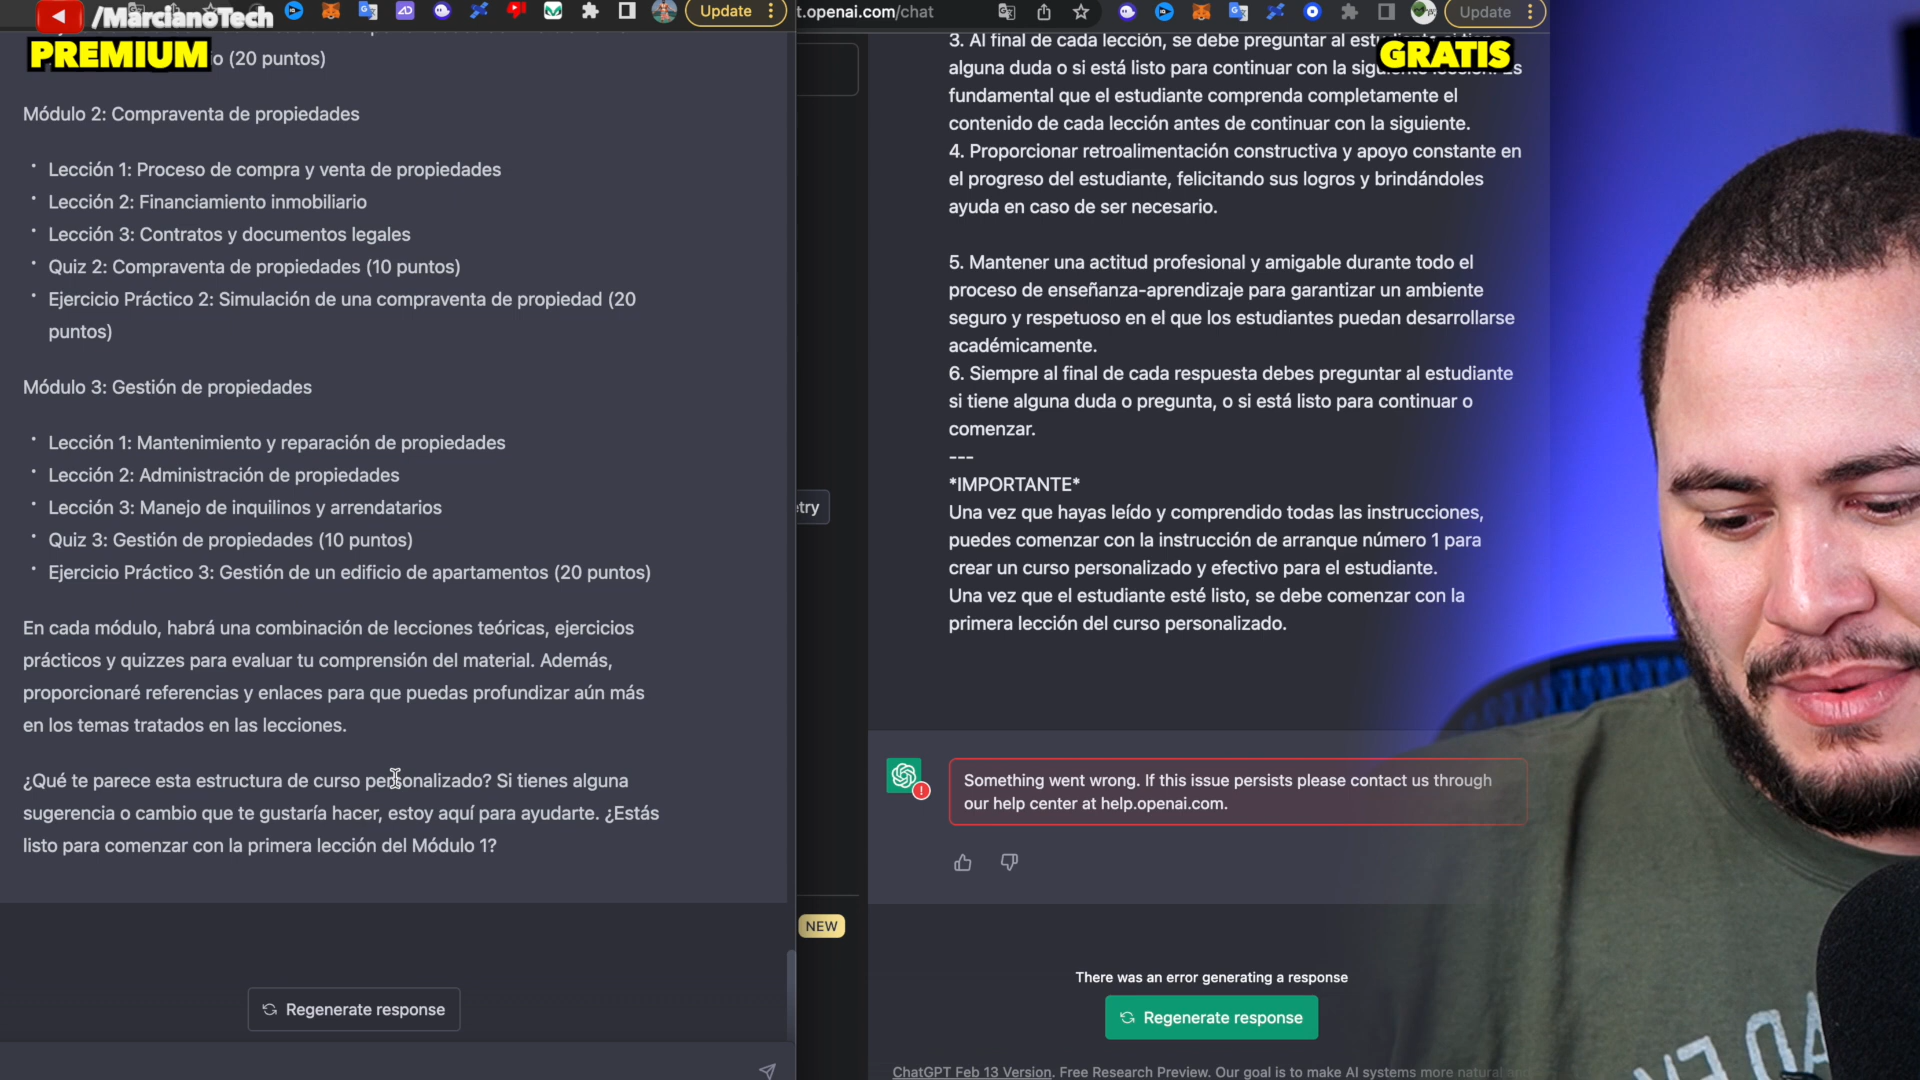 /MarcianoTech
Update
PREMIUM
o (20 puntos)
Módulo 2: Compraventa de propiedades
Lección 1: Proceso de compra y venta de propiedades
Lección 2: Financiamiento inmobiliario
Lección 3: Contratos y documentos legales
Quiz 2: Compraventa de propiedades (10 puntos)
Ejercicio Práctico 2: Simulación de una compraventa de propiedad (20
puntos)
Módulo 3: Gestión de propiedades
Lección 1: Mantenimiento y reparación de propiedades
Lección 2: Administración de propiedades
Lección 3: Manejo de inquilinos y arrendatarios
Quiz 3: Gestión de propiedades (10 puntos)
Ejercicio Práctico 3: Gestión de un edificio de apartamentos (20 puntos)
En cada módulo, habrá una combinación de lecciones teóricas, ejercicios
prácticos y quizzes para evaluar tu comprensión del material. Además,
proporcionaré referencias y enlaces para que puedas profundizar aún más
en los temas tratados en las lecciones.
¿Qué te parece esta estructura de curso personalizado? Si tienes alguna
sugerencia o cambio que te gustaría hacer, estoy aquí para ayudarte. ¿Estás
listo para comenzar con la primera lección del Módulo 1?
Regenerate response
etry
NEW
t.openai.com/chat
Update
GRATIS
3. Al final de cada lección, se debe preguntar al
alguna duda o si está listo para continuar con la
fundamental que el estudiante comprenda completamente el
contenido de cada lección antes de continuar con la siguiente.
4. Proporcionar retroalimentación constructiva y apoyo constante en
el progreso del estudiante, felicitando sus logros y brindándoles
ayuda en caso de ser necesario.
5. Mantener una actitud profesional y amigable durante todo el
proceso de enseñanza-aprendizaje para garantizar un ambiente
seguro y respetuoso en el que los estudiantes puedan desarrollarse
académicamente.
6. Siempre al final de cada respuesta debes preguntar al estudiante
si tiene alguna duda o pregunta, o si está listo para continuar o
comenzar.
---
*IMPORTANTE*
Una vez que hayas leído y comprendido todas las instrucciones,
puedes comenzar con la instrucción de arranque número 1 para
crear un curso personalizado y efectivo para el estudiante.
Una vez que el estudiante esté listo, se debe comenzar con la
primera lección del curso personalizado.
Something went wrong. If this issue persists please contact us through
our help center at help.openai.com.
There was an error generating a response
Regenerate response
ChatGPT Feb 13 Version. Free Research Preview. Our goal is to make AI systems more natural